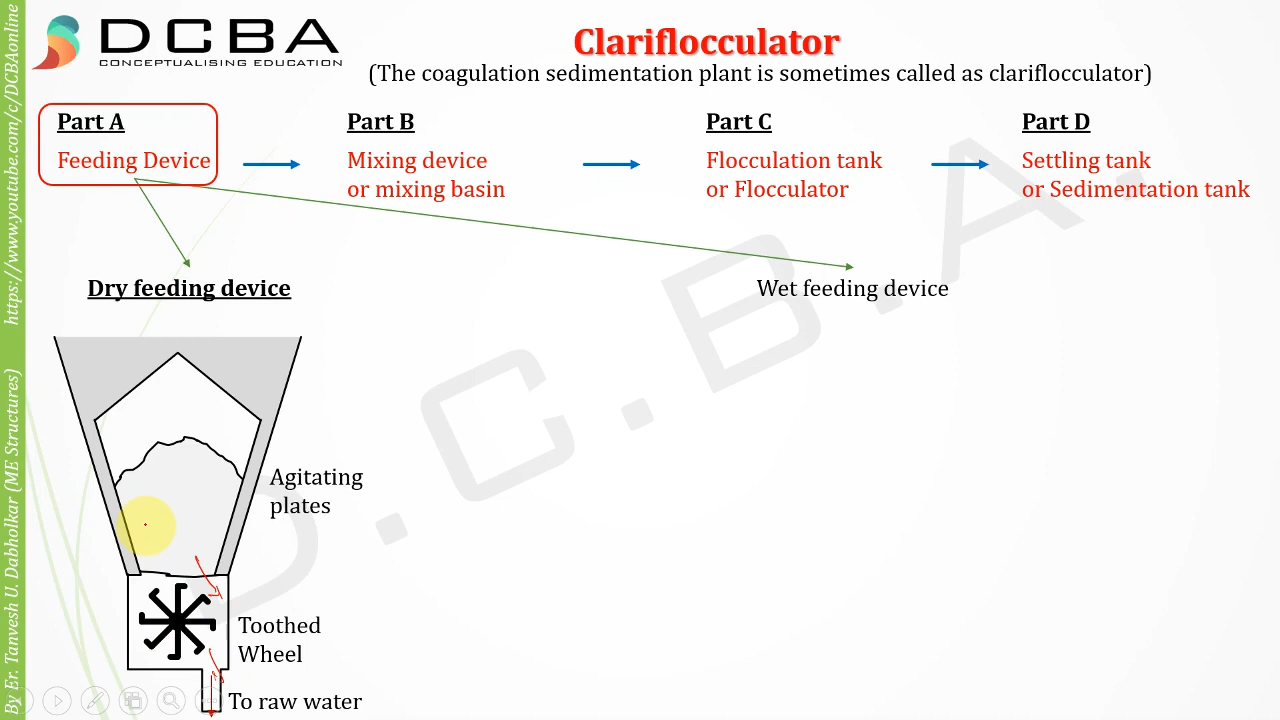 DCBA
CONCEPTUALISING EDUCATION
Clariflocculator
(The coagulation sedimentation plant is sometimes called as clariflocculator)
Part A
Feeding Device
Part B
Mixing device
or mixing basin
Part C
Flocculation tank
or Flocculator
Part D
Settling tank
or Sedimentation tank
Dry feeding device
Wet feeding device
Agitating
plates
Toothed
Wheel
To raw water
By Er. Tanvesh U. Dabholkar (ME Structures)
https://www.youtube.com/c/DCBAonline
D.C.B.A.